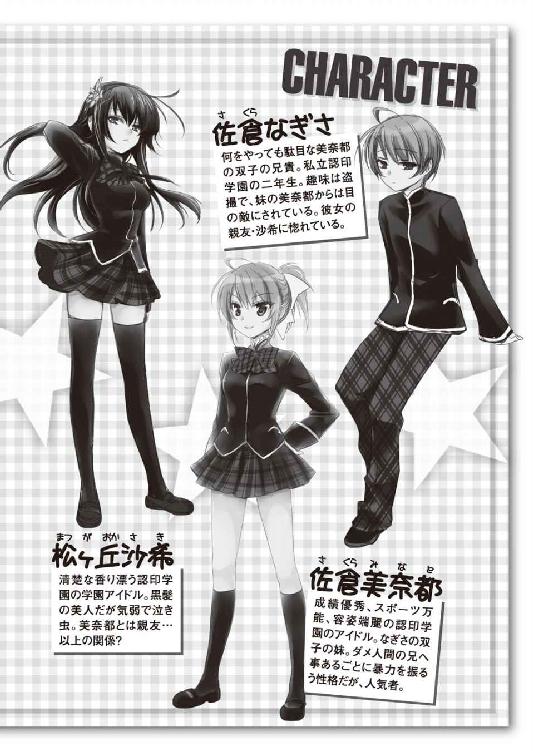 CHARACTER
さくら
佐倉なぎさ
何をやっても駄目な美奈都
の双子の兄貴。私立認印
学園の二年生。趣味は盗
撮で、妹の美奈都からは目
の敵にされている。彼女の
親友・沙希に惚れている。
まつがおかさき
松ヶ丘沙希
清楚な香り漂う認印学
園の学園アイドル。黒髪
の美人だが気弱で泣き
虫。美奈都とは親友…
以上の関係?
さくらみなと
佐倉美奈都
成績優秀、スポーツ万
能、容姿端麗の認印学
園のアイドル。なぎさの双
子の妹。ダメ人間の兄へ
事あるごとに暴力を振る
う性格だが、人気者。